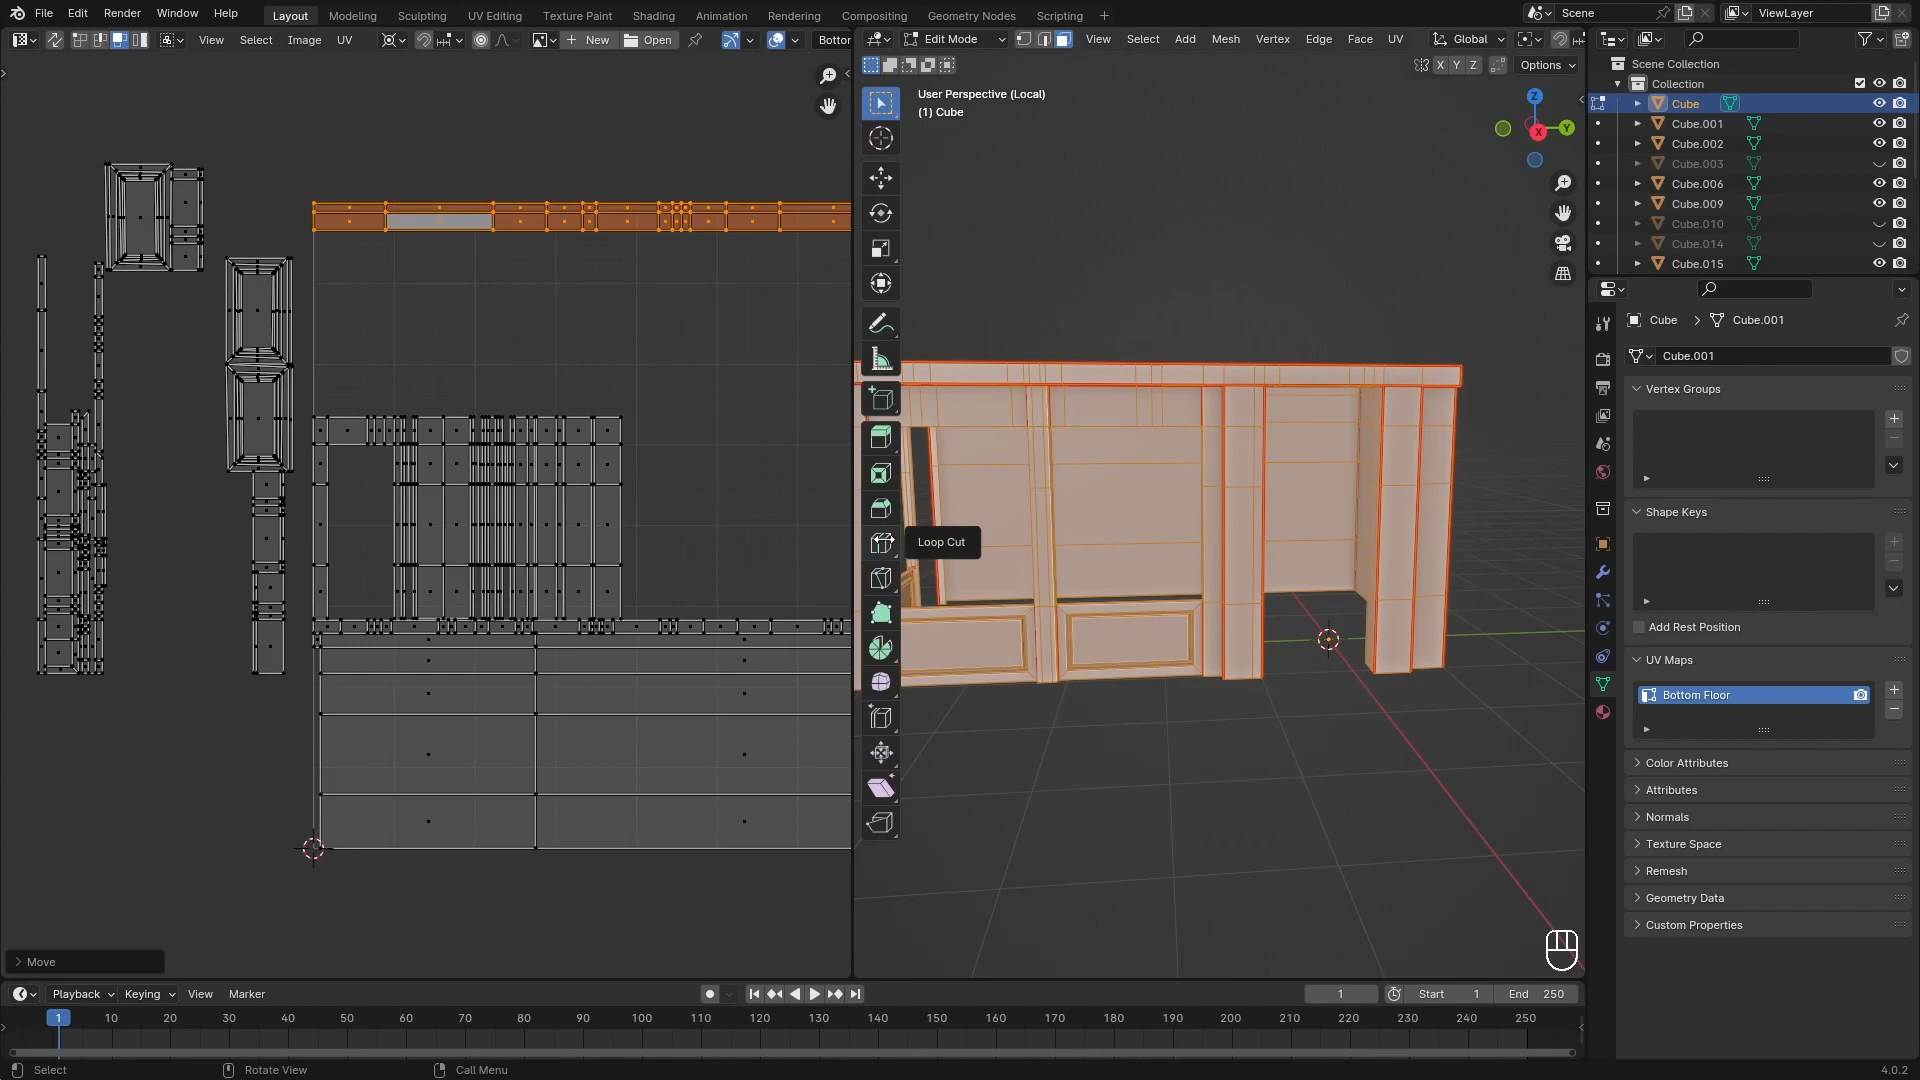 File Edit Render Window Help Layout Modeling Sculpting UV Editing Texture Paint Shading Animation Rendering Compositing Geometry Nodes Scripting + Scene ViewLayer
View Select Image UV New Open Bottor
Edit Mode View Select Add Mesh Vertex Edge Face UV Global
X Y Z Options
User Perspective (Local)
(1) Cube
Z
Y
X
Loop Cut
Scene Collection
Collection
Cube
Cube.001
Cube.002
Cube.003
Cube.006
Cube.009
Cube.010
Cube.014
Cube.015
Cube > Cube.001
Cube.001
Vertex Groups
Shape Keys
Add Rest Position
UV Maps
Bottom Floor
Color Attributes
Attributes
Normals
Texture Space
Remesh
Geometry Data
Custom Properties
> Move
Playback Keying View Marker 1 Start 1 End 250
1 10 20 30 40 50 60 70 80 90 100 110 120 130 140 150 160 170 180 190 200 210 220 230 240 250
Select Rotate View Call Menu 4.0.2